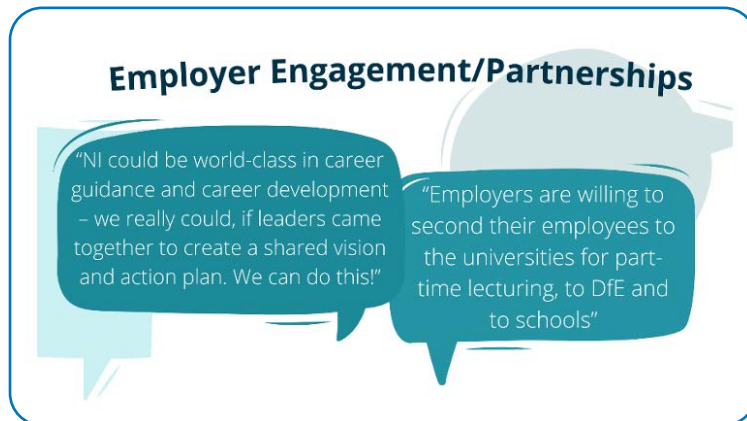 Employer Engagement/Partnerships
“NI could be world-class in career
guidance and career development
– we really could, if leaders came
together to create a shared vision
and action plan. We can do this!”
“Employers are willing to
second their employees to
the universities for part-
time lecturing, to DfE and
to schools”